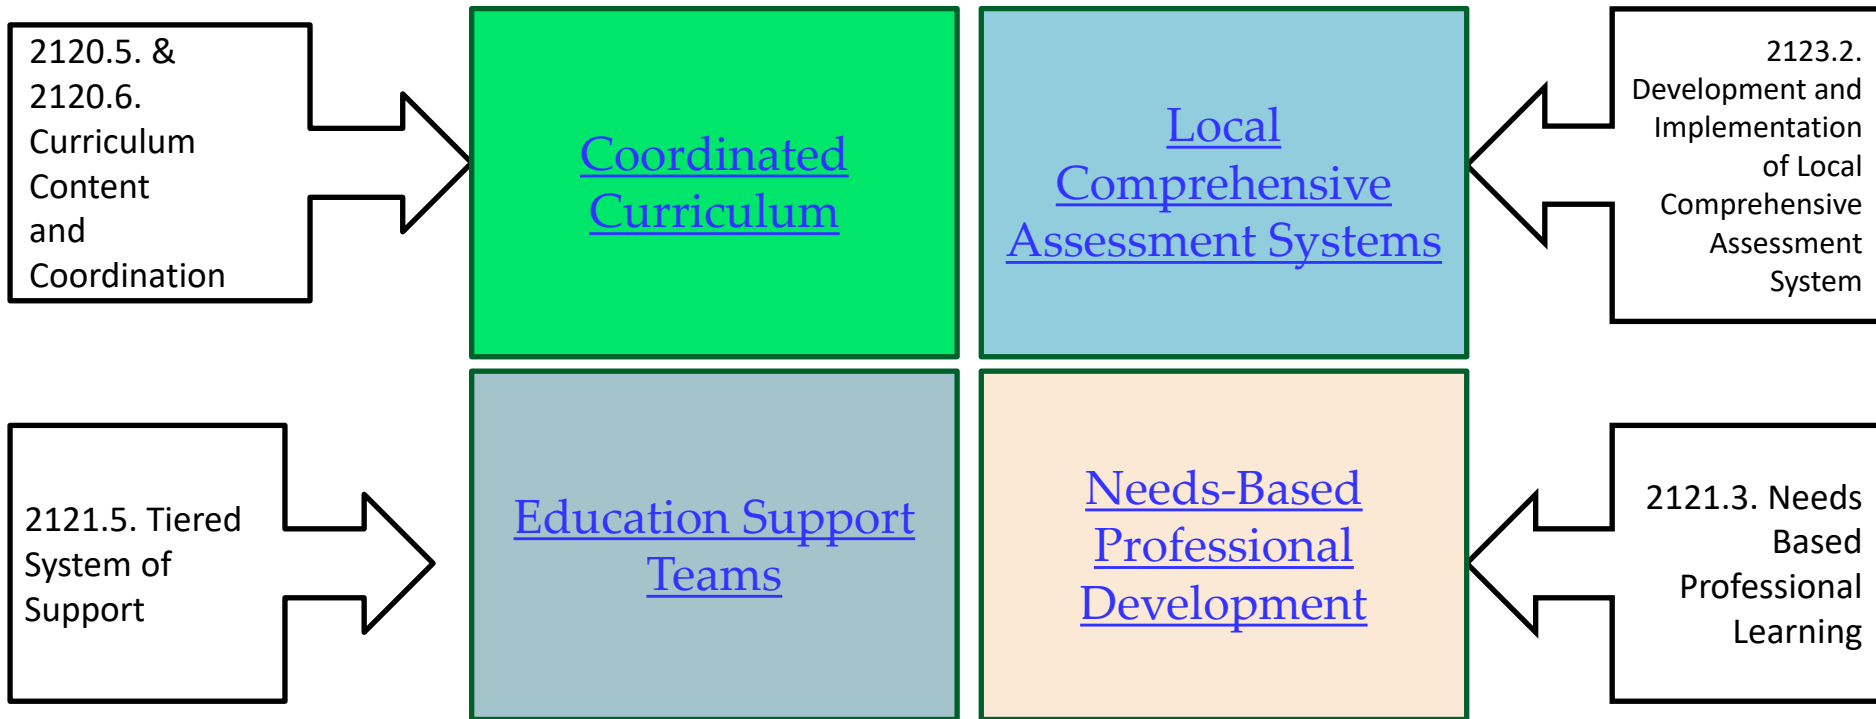 2120.5. &
2120.6.
Curriculum
Content
and
Coordination
Coordinated
Curriculum
Local
Comprehensive
Assessment Systems
2123.2.
Development and
Implementation
of Local
Comprehensive
Assessment
System
2121.5. Tiered
System of
Support
Education Support
Teams
Needs-Based
Professional
Development
2121.3. Needs
Based
Professional
Learning